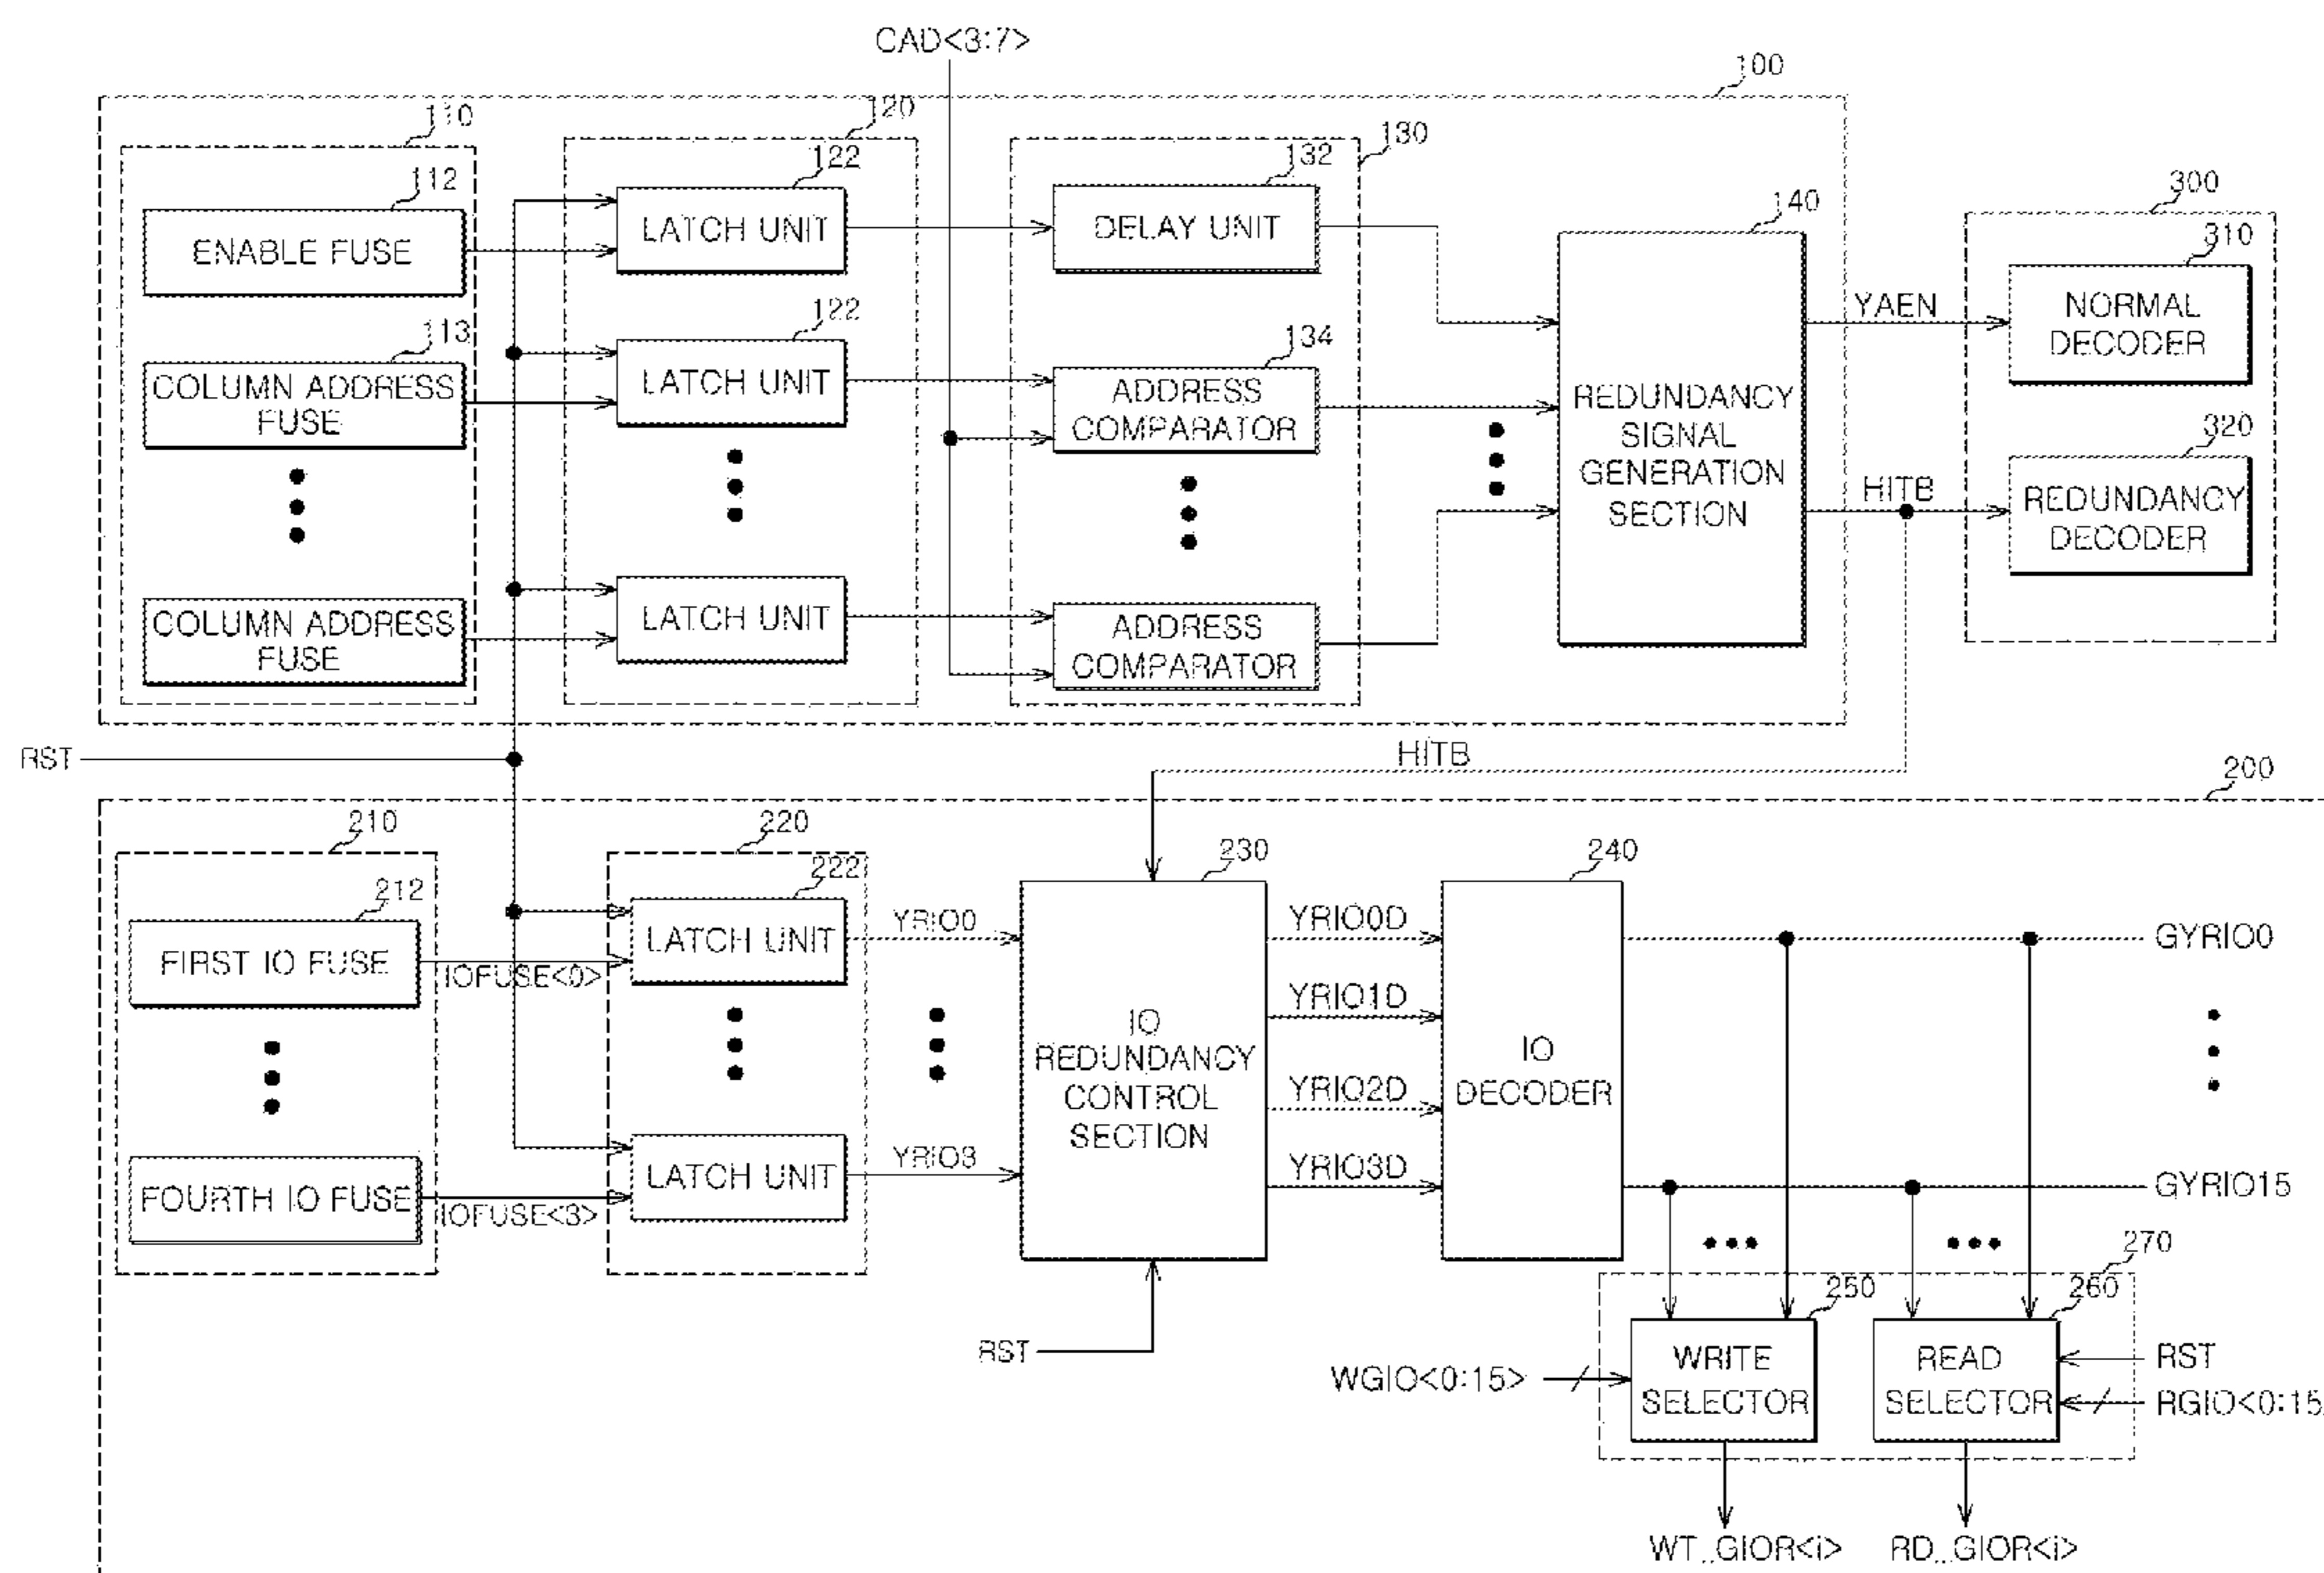 CAD<3:7>
100
110
120
130
112
122
132
140
300
310
ENABLE FUSE
LATCH UNIT
DELAY UNIT
113
122
134
YAEN
NORMAL
DECODER
COLUMN ADDRESS
FUSE
LATCH UNIT
ADDRESS
COMPARATOR
REDUNDANCY
SIGNAL
GENERATION
SECTION
320
HITB
REDUNDANCY
DECODER
COLUMN ADDRESS
FUSE
LATCH UNIT
ADDRESS
COMPARATOR
RST
HITB
200
210
220
230
240
212
222
FIRST IO FUSE
IOFUSE<0>
LATCH UNIT
YRIO0
YRIO0D
GYRIO0
YRIO1D
IO
REDUNDANCY
CONTROL
SECTION
IO
DECODER
YRIO2D
FOURTH IO FUSE
IOFUSE<3>
LATCH UNIT
YRIO3
YRIO3D
GYRIO15
270
250
260
RST
WGIO<0:15>
WRITE
SELECTOR
READ
SELECTOR
RST
RGIO<0:15
WT_GIOR<i>
RD_GIOR<i>